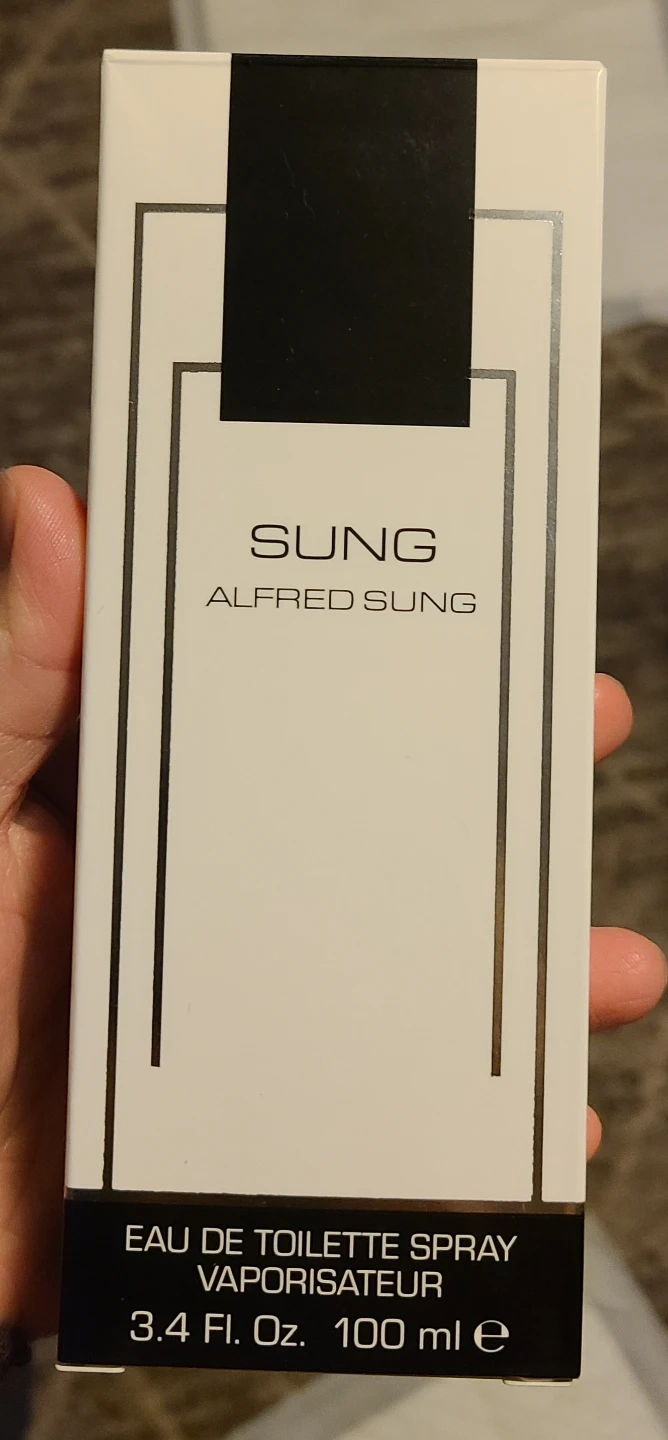 SUNG
ALFRED SUNG
EAU DE TOILETTE SPRAY
VAPORISATEUR
3.4 Fl. Oz. 100 ml ℮